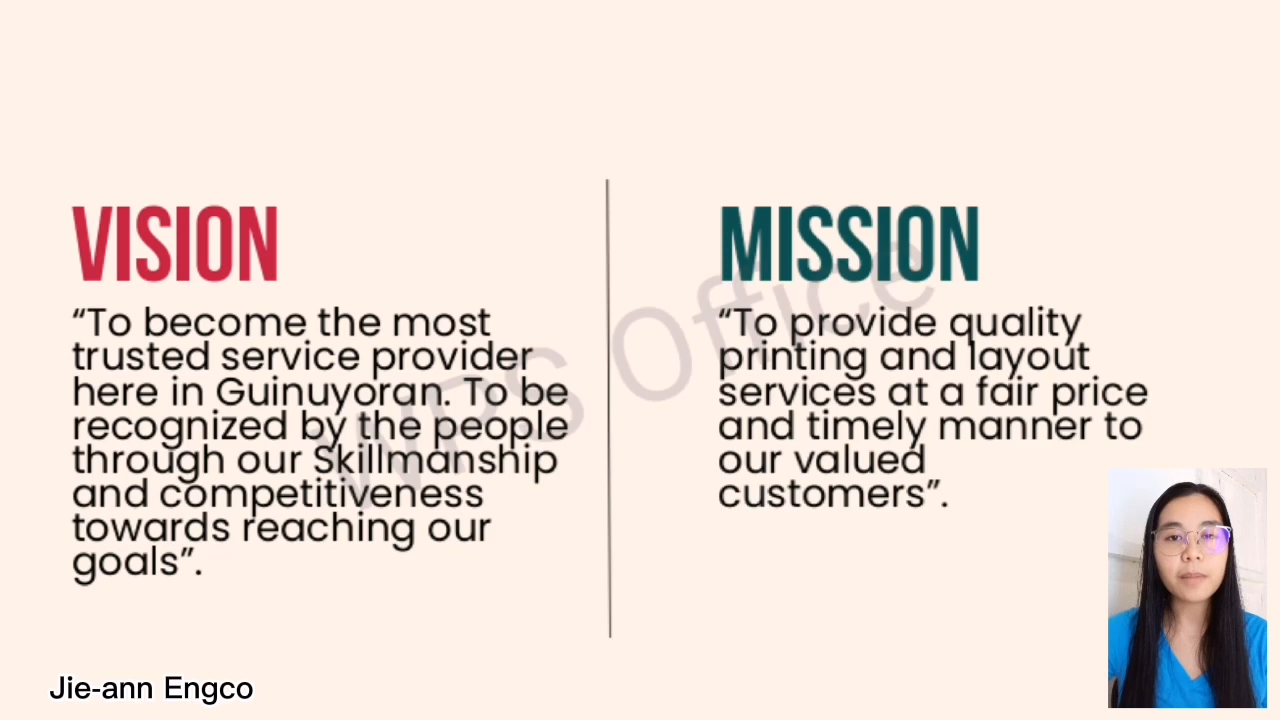 VISION
“To become the most
trusted service provider
here in Guinuyoran. To be
recognized by the people
through our Skillmanship
and competitiveness
towards reaching our
goals”.
MISSION
“To provide quality
printing and layout
services at a fair price
and timely manner to
our valued
customers”.
WPS Office
Jie-ann Engco